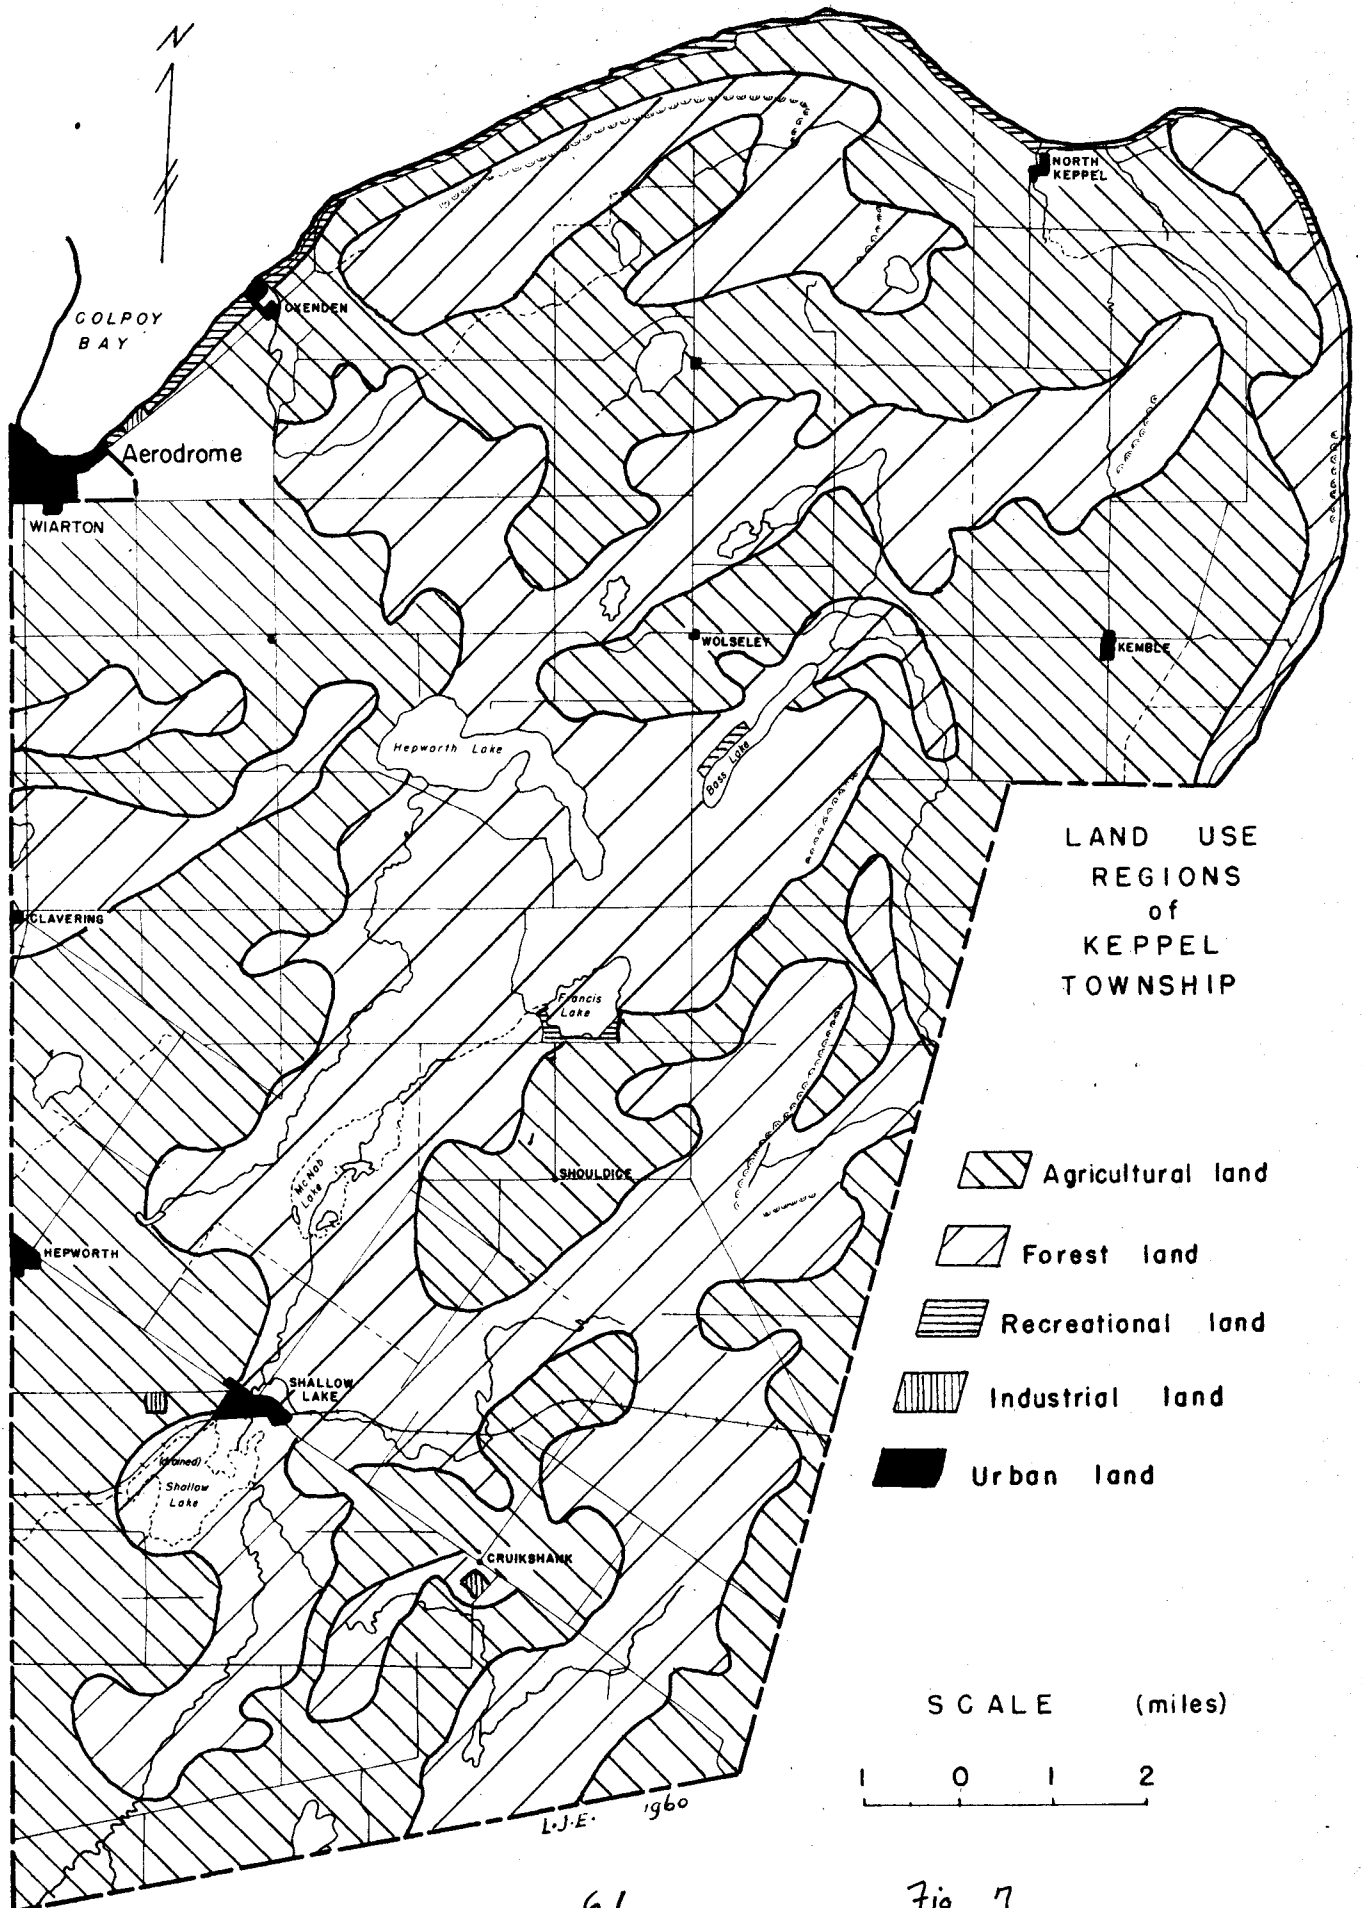 N
NORTH
KEPPEL
COLPOY
BAY
OXENDEN
Aerodrome
WIARTON
WOLSELEY
KEMBLE
Hepworth Lake
Bass Lake
LAND USE
REGIONS
of
KEPPEL
TOWNSHIP
CLAVERING
Francis
Lake
McNab
Lake
SHOULDICE
Agricultural land
HEPWORTH
Forest land
Recreational land
SHALLOW
LAKE
Industrial land
(drained)
Shallow
Lake
Urban land
CRUIKSHANK
SCALE (miles)
1 0 1 2
L.J.E. 1960
61
Fig 7